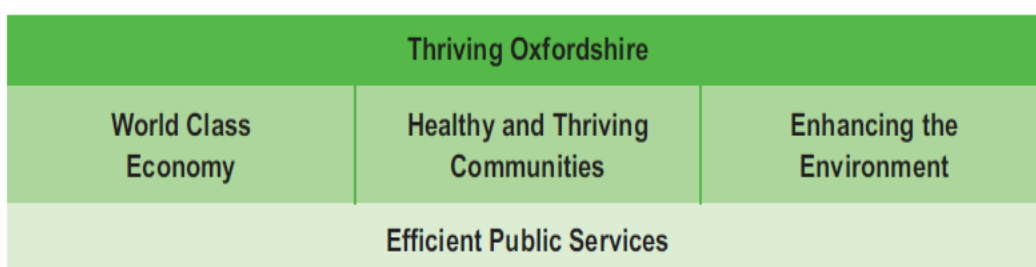 Thriving Oxfordshire
World Class
Economy
Healthy and Thriving
Communities
Enhancing the
Environment
Efficient Public Services